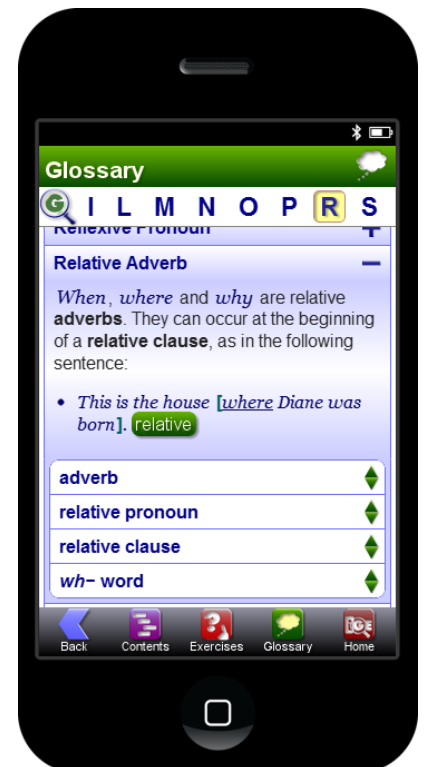 Glossary
G I L M N O P R S
Reflexive Pronoun +
Relative Adverb −
When, where and why are relative
adverbs. They can occur at the beginning
of a relative clause, as in the following
sentence:
• This is the house [where Diane was
born]. relative
adverb
relative pronoun
relative clause
wh− word
Back Contents Exercises Glossary Home